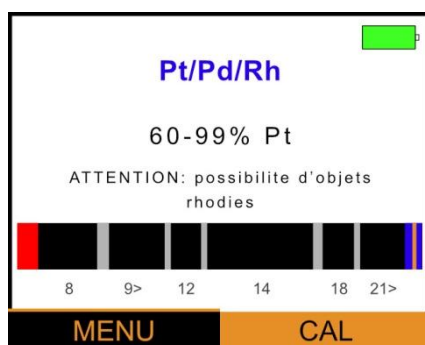 Pt/Pd/Rh
60-99% Pt
ATTENTION: possibilite d'objets
rhodies
8 9> 12 14 18 21>
MENU CAL